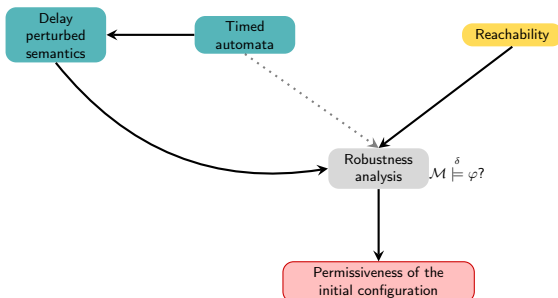 Delay
perturbed
semantics
Timed
automata
Reachability
Robustness
analysis
δ
M ⊨ φ?
Permissiveness of the
initial configuration